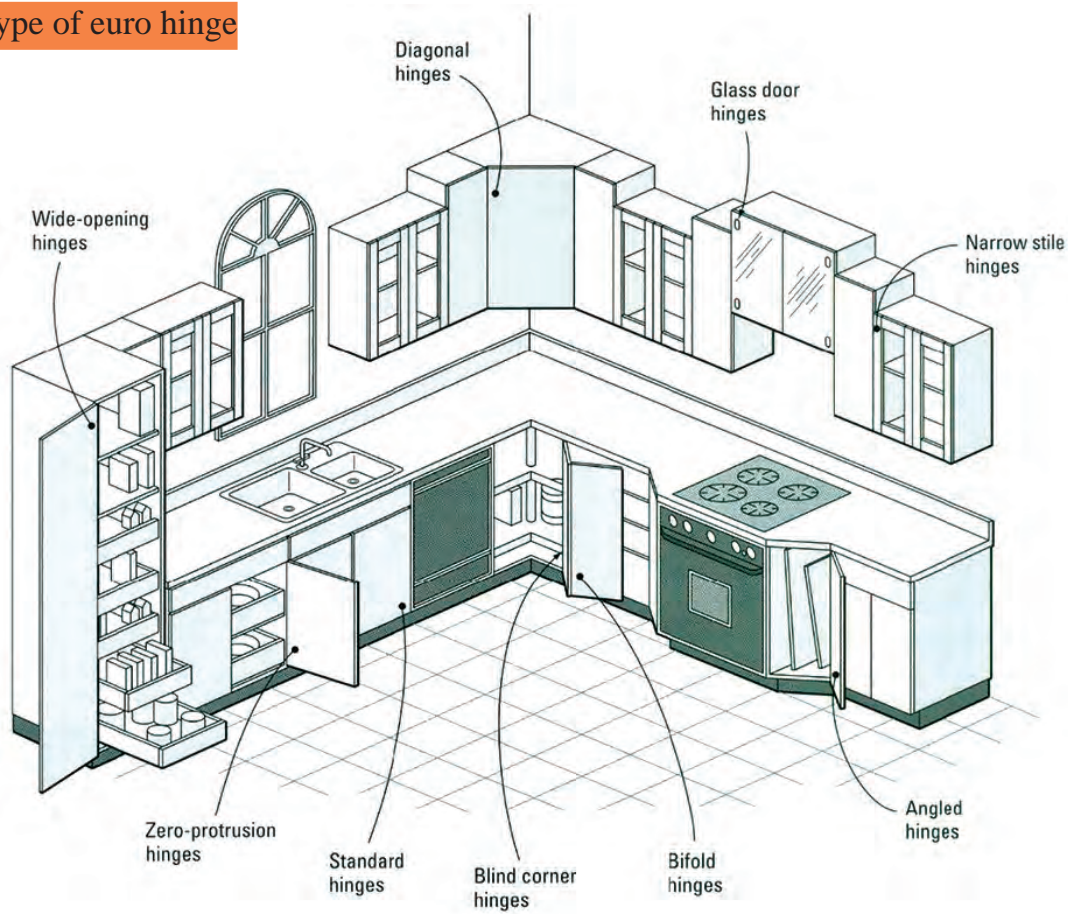 ype of euro hinge
Diagonal
hinges
Glass door
hinges
Wide-opening
hinges
Narrow stile
hinges
Zero-protrusion
hinges
Standard
hinges
Blind corner
hinges
Bifold
hinges
Angled
hinges